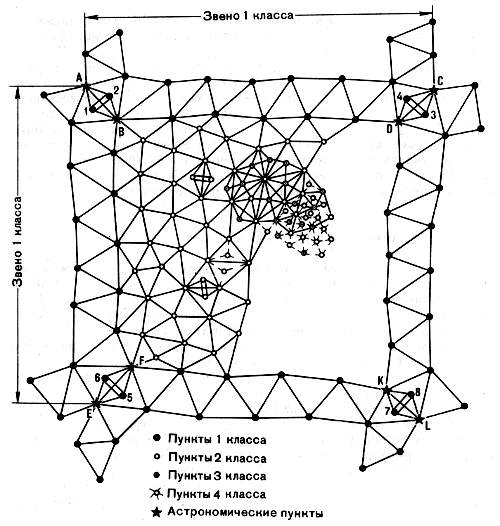 Звено 1 класса
A
C
2
1
B
4
3
D
Звено 1 класса
F
6
5
E
K
8
7
L
Пункты 1 класса
Пункты 2 класса
Пункты 3 класса
Пункты 4 класса
Астрономические пункты